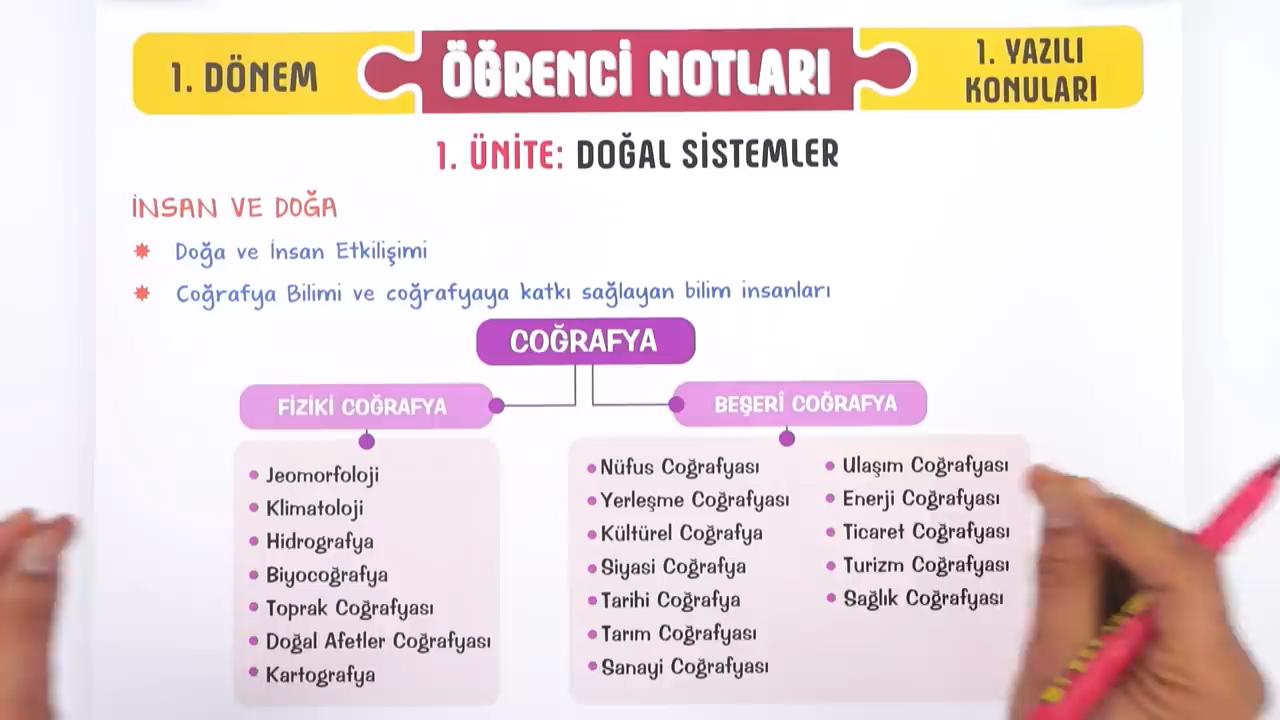 1. DÖNEM
ÖĞRENCİ NOTLARI
1. YAZILI
KONULARI
1. ÜNİTE: DOĞAL SİSTEMLER
İNSAN VE DOĞA
Doğa ve İnsan Etkilişimi
Coğrafya Bilimi ve coğrafyaya katkı sağlayan bilim insanları
COĞRAFYA
FİZİKİ COĞRAFYA
Jeomorfoloji
Klimatoloji
Hidrografya
Biyocoğrafya
Toprak Coğrafyası
Doğal Afetler Coğrafyası
Kartografya
BEŞERÎ COĞRAFYA
Nüfus Coğrafyası
Yerleşme Coğrafyası
Kültürel Coğrafya
Siyasi Coğrafya
Tarihi Coğrafya
Tarım Coğrafyası
Sanayi Coğrafyası
Ulaşım Coğrafyası
Enerji Coğrafyası
Ticaret Coğrafyası
Turizm Coğrafyası
Sağlık Coğrafyası